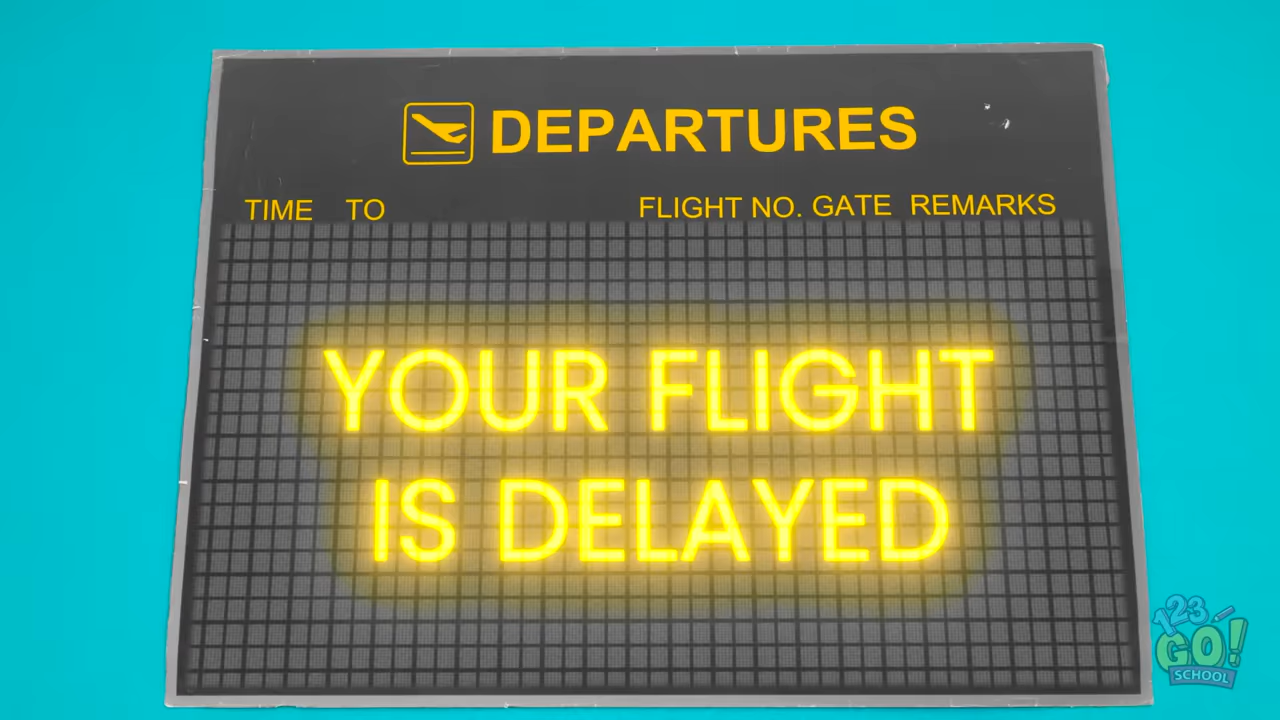 DEPARTURES
TIME TO FLIGHT NO. GATE REMARKS
YOUR FLIGHT
IS DELAYED
123
GO!
SCHOOL